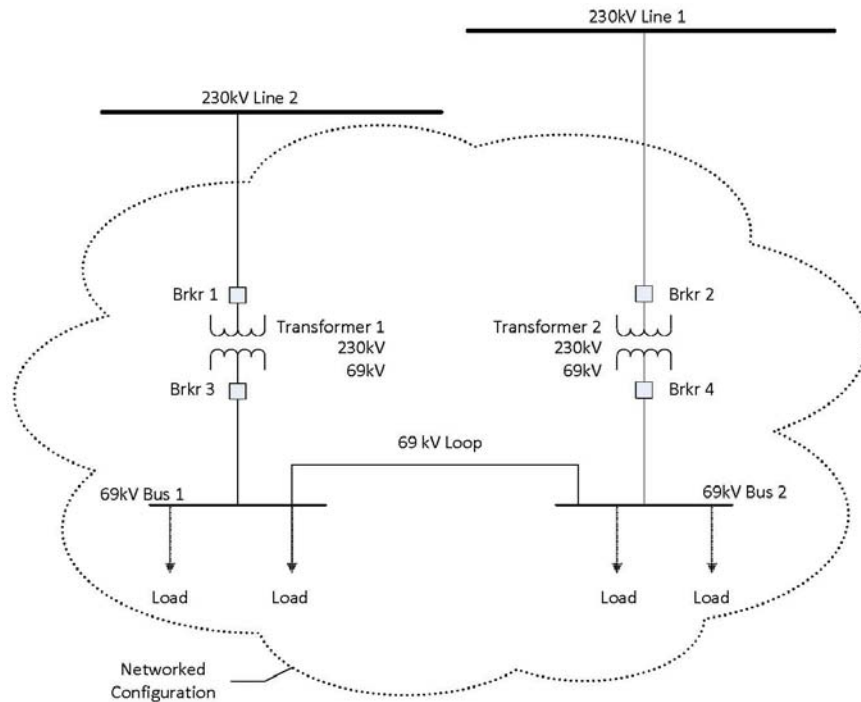 230kV Line 1
230kV Line 2
Brkr 1
Transformer 1
230kV
69kV
Brkr 3
Brkr 2
Transformer 2
230kV
69kV
Brkr 4
69 kV Loop
69kV Bus 1
69kV Bus 2
Load
Load
Load
Load
Networked
Configuration